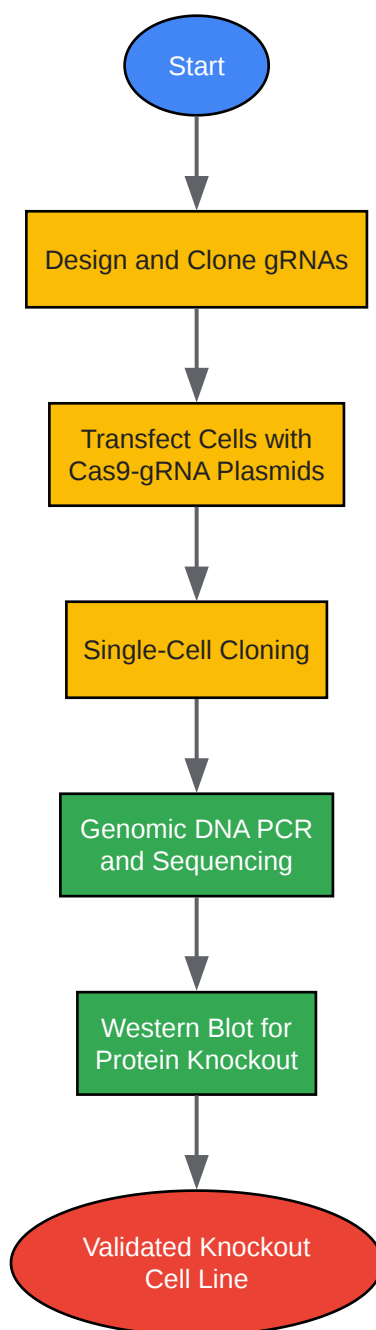 Start
Design and Clone gRNAs
Transfect Cells with
Cas9-gRNA Plasmids
Single-Cell Cloning
Genomic DNA PCR
and Sequencing
Western Blot for
Protein Knockout
Validated Knockout
Cell Line